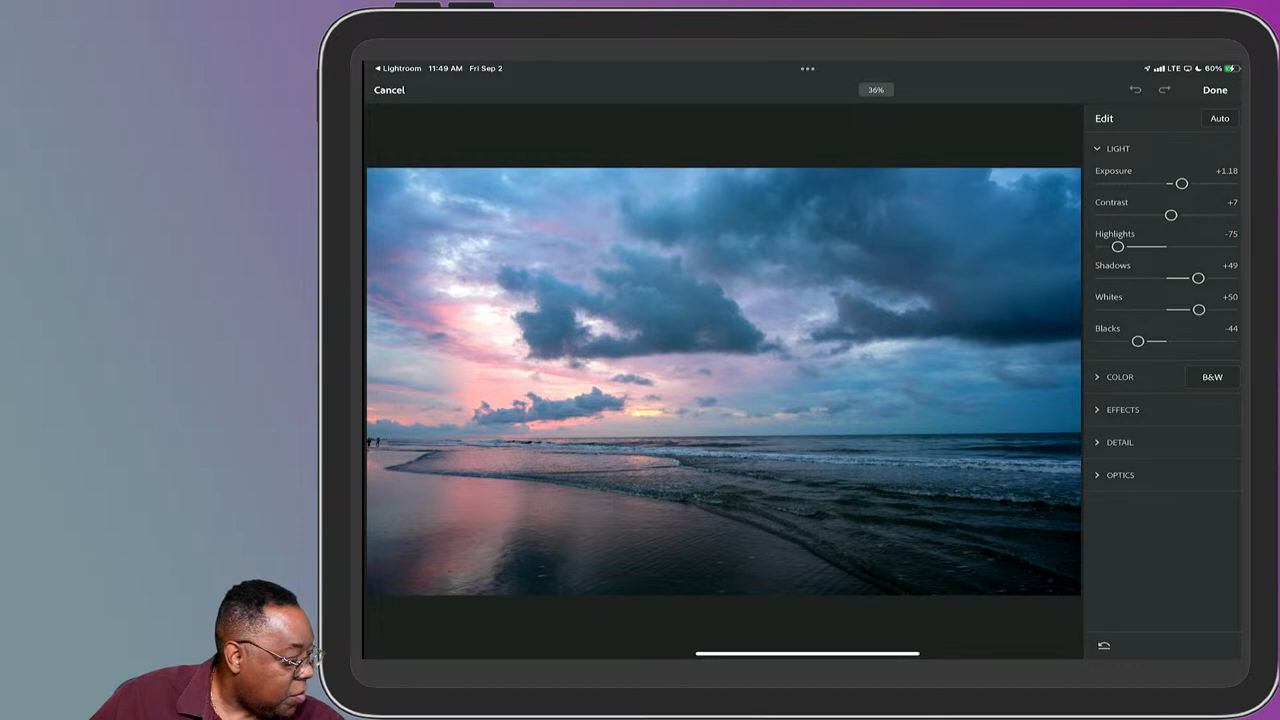 ◀ Lightroom 11:49 AM Fri Sep 2
LTE 60%
Cancel
36%
Done
Edit
Auto
LIGHT
Exposure +1.18
Contrast +7
Highlights -75
Shadows +49
Whites +50
Blacks -44
COLOR
B&W
EFFECTS
DETAIL
OPTICS